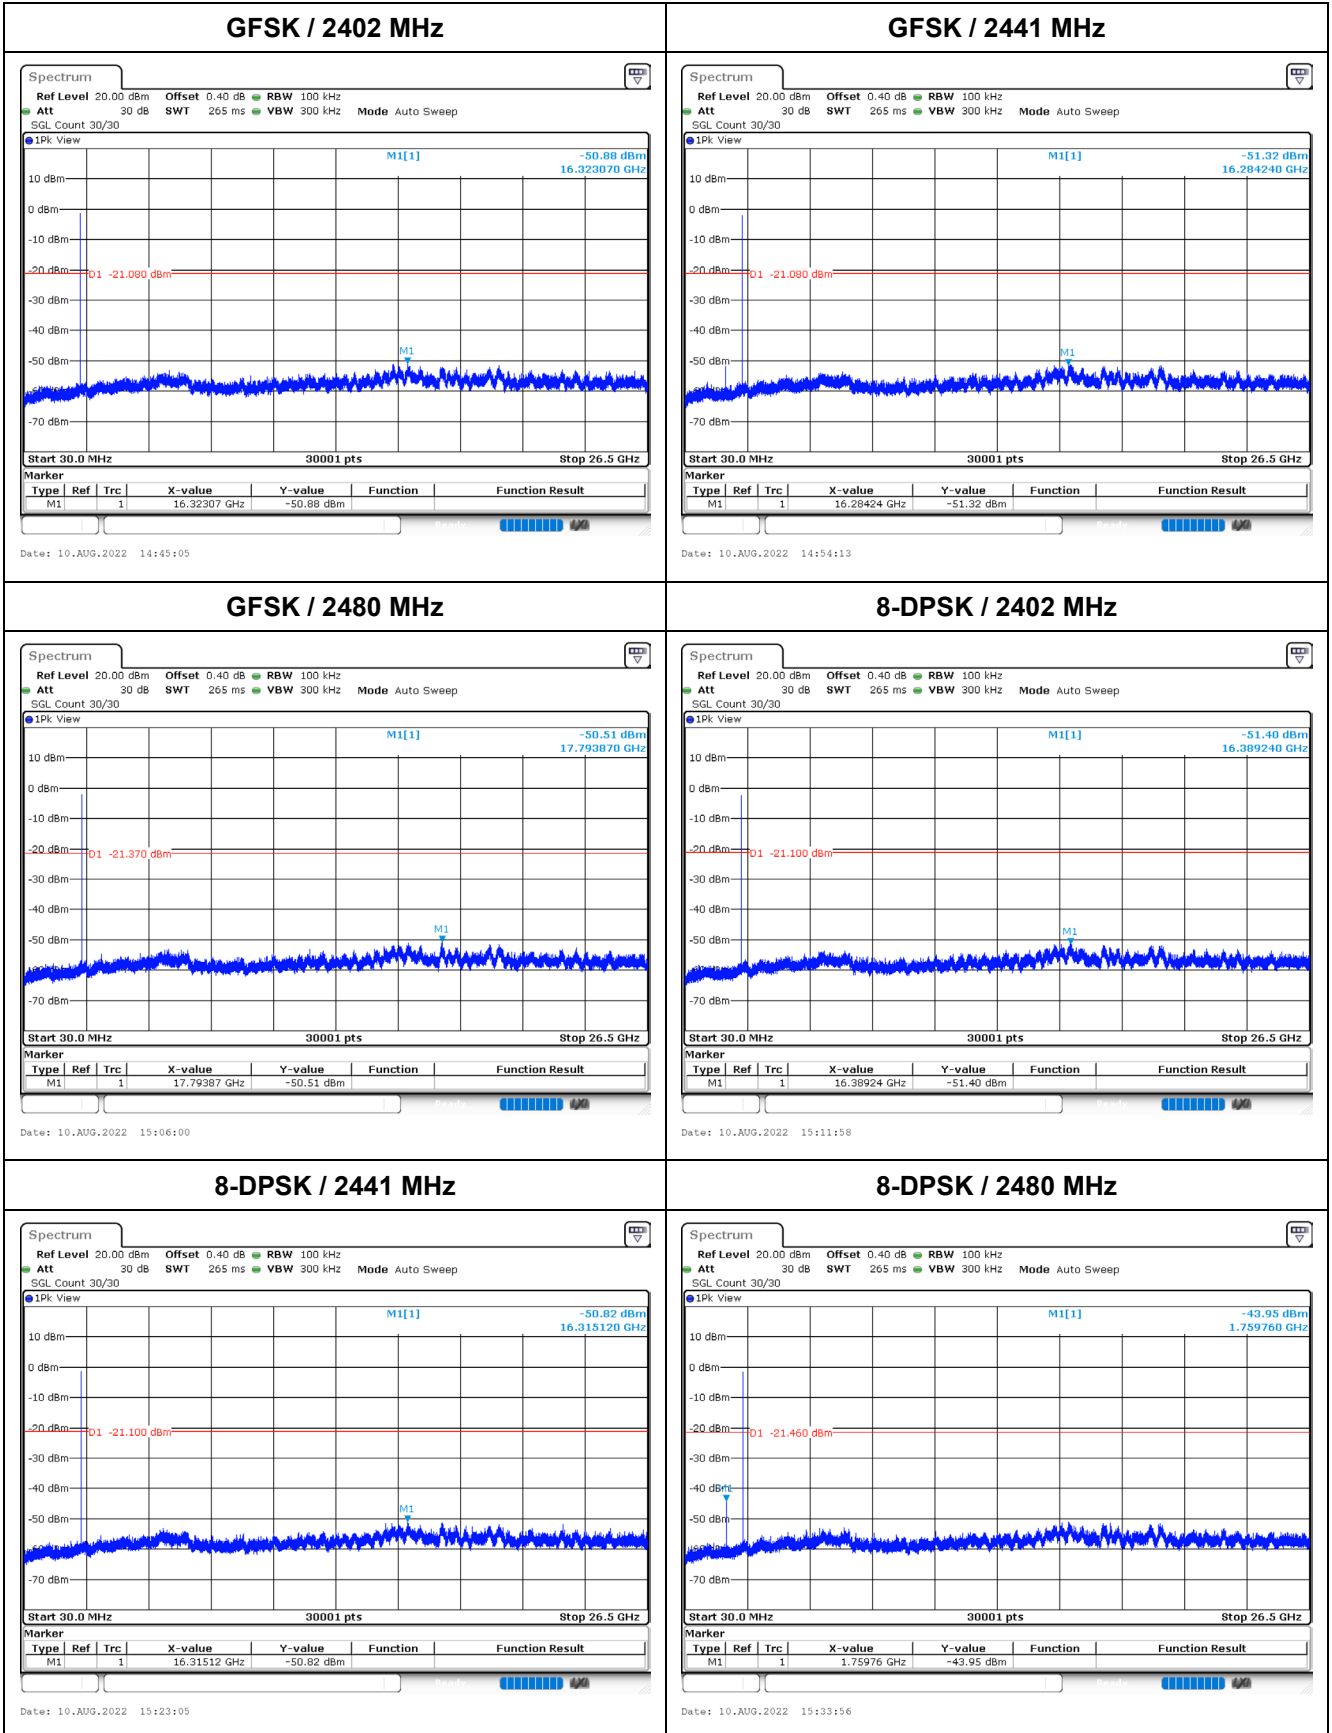 GFSK / 2402 MHz
Spectrum
Ref Level 20.00 dBm Offset 0.40 dB RBW 100 kHz
Att 30 dB SWT 265 ms VBW 300 kHz Mode Auto Sweep
SGL Count 30/30
1Pk View
M1[1] -50.88 dBm
16.323070 GHz
10 dBm
0 dBm
-10 dBm
-20 dBm
D1 -21.080 dBm
-30 dBm
-40 dBm
M1
-50 dBm
-70 dBm
Start 30.0 MHz 30001 pts Stop 26.5 GHz
Marker
Type Ref Trc X-value Y-value Function Function Result
M1 1 16.32307 GHz -50.88 dBm
Date: 10.AUG.2022 14:45:05
GFSK / 2441 MHz
Spectrum
Ref Level 20.00 dBm Offset 0.40 dB RBW 100 kHz
Att 30 dB SWT 265 ms VBW 300 kHz Mode Auto Sweep
SGL Count 30/30
1Pk View
M1[1] -51.32 dBm
16.284240 GHz
10 dBm
0 dBm
-10 dBm
-20 dBm
D1 -21.080 dBm
-30 dBm
-40 dBm
M1
-50 dBm
-70 dBm
Start 30.0 MHz 30001 pts Stop 26.5 GHz
Marker
Type Ref Trc X-value Y-value Function Function Result
M1 1 16.28424 GHz -51.32 dBm
Date: 10.AUG.2022 14:54:13
GFSK / 2480 MHz
Spectrum
Ref Level 20.00 dBm Offset 0.40 dB RBW 100 kHz
Att 30 dB SWT 265 ms VBW 300 kHz Mode Auto Sweep
SGL Count 30/30
1Pk View
M1[1] -50.51 dBm
17.793870 GHz
10 dBm
0 dBm
-10 dBm
-20 dBm
D1 -21.370 dBm
-30 dBm
-40 dBm
M1
-50 dBm
-70 dBm
Start 30.0 MHz 30001 pts Stop 26.5 GHz
Marker
Type Ref Trc X-value Y-value Function Function Result
M1 1 17.79387 GHz -50.51 dBm
Date: 10.AUG.2022 15:06:00
8-DPSK / 2402 MHz
Spectrum
Ref Level 20.00 dBm Offset 0.40 dB RBW 100 kHz
Att 30 dB SWT 265 ms VBW 300 kHz Mode Auto Sweep
SGL Count 30/30
1Pk View
M1[1] -51.40 dBm
16.389240 GHz
10 dBm
0 dBm
-10 dBm
-20 dBm
D1 -21.100 dBm
-30 dBm
-40 dBm
M1
-50 dBm
-70 dBm
Start 30.0 MHz 30001 pts Stop 26.5 GHz
Marker
Type Ref Trc X-value Y-value Function Function Result
M1 1 16.38924 GHz -51.40 dBm
Date: 10.AUG.2022 15:11:58
8-DPSK / 2441 MHz
Spectrum
Ref Level 20.00 dBm Offset 0.40 dB RBW 100 kHz
Att 30 dB SWT 265 ms VBW 300 kHz Mode Auto Sweep
SGL Count 30/30
1Pk View
M1[1] -50.82 dBm
16.315120 GHz
10 dBm
0 dBm
-10 dBm
-20 dBm
D1 -21.100 dBm
-30 dBm
-40 dBm
M1
-50 dBm
-70 dBm
Start 30.0 MHz 30001 pts Stop 26.5 GHz
Marker
Type Ref Trc X-value Y-value Function Function Result
M1 1 16.31512 GHz -50.82 dBm
Date: 10.AUG.2022 15:23:05
8-DPSK / 2480 MHz
Spectrum
Ref Level 20.00 dBm Offset 0.40 dB RBW 100 kHz
Att 30 dB SWT 265 ms VBW 300 kHz Mode Auto Sweep
SGL Count 30/30
1Pk View
M1[1] -43.95 dBm
1.759760 GHz
10 dBm
0 dBm
-10 dBm
-20 dBm
D1 -21.460 dBm
-30 dBm
-40 dBm
-50 dBm
-70 dBm
Start 30.0 MHz 30001 pts Stop 26.5 GHz
Marker
Type Ref Trc X-value Y-value Function Function Result
M1 1 1.75976 GHz -43.95 dBm
Date: 10.AUG.2022 15:33:56